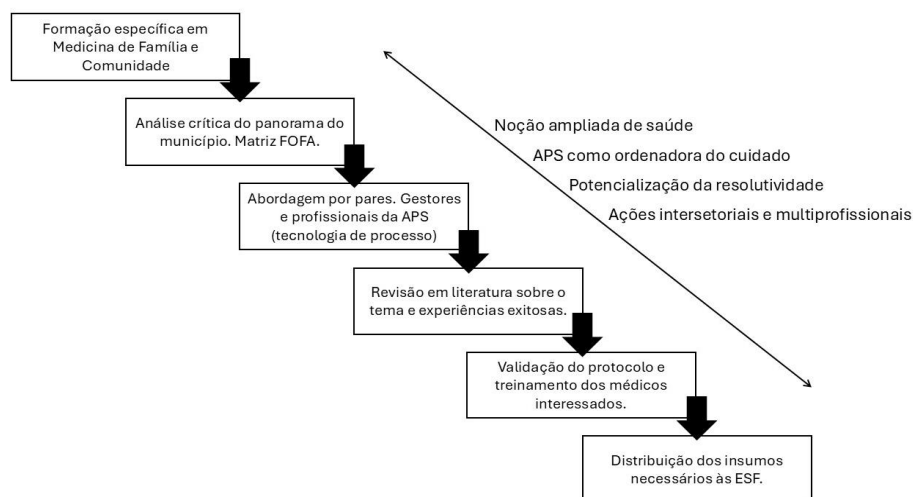 Formação específica em
Medicina de Família e
Comunidade
Análise crítica do panorama do
município. Matriz FOFA.
Abordagem por pares. Gestores
e profissionais da APS
(tecnologia de processo)
Revisão em literatura sobre o
tema e experiências exitosas.
Validação do protocolo e
treinamento dos médicos
interessados.
Distribuição dos insumos
necessários às ESF.
Noção ampliada de saúde
APS como ordenadora do cuidado
Potencialização da resolutividade
Ações intersetoriais e multiprofissionais